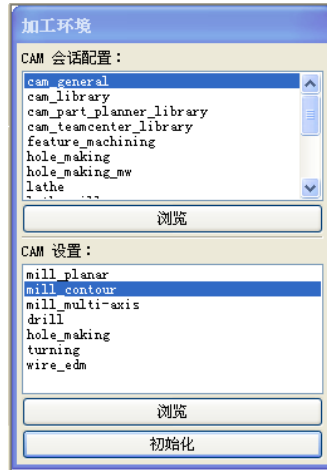 加工环境
CAM 会话配置：
cam_general
cam_library
cam_part_planner_library
cam_teamcenter_library
feature_machining
hole_making
hole_making_mw
lathe
浏览
CAM 设置：
mill_planar
mill_contour
mill_multi-axis
drill
hole_making
turning
wire_edm
浏览
初始化